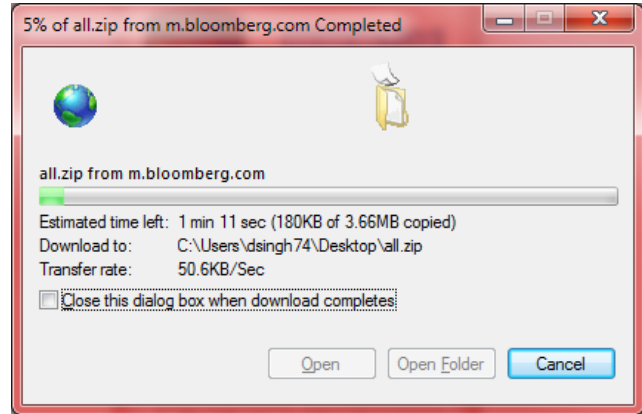 5% of all.zip from m.bloomberg.com Completed
all.zip from m.bloomberg.com
Estimated time left: 1 min 11 sec (180KB of 3.66MB copied)
Download to: C:\Users\dsingh74\Desktop\all.zip
Transfer rate: 50.6KB/Sec
Close this dialog box when download completes
Open Open Folder Cancel